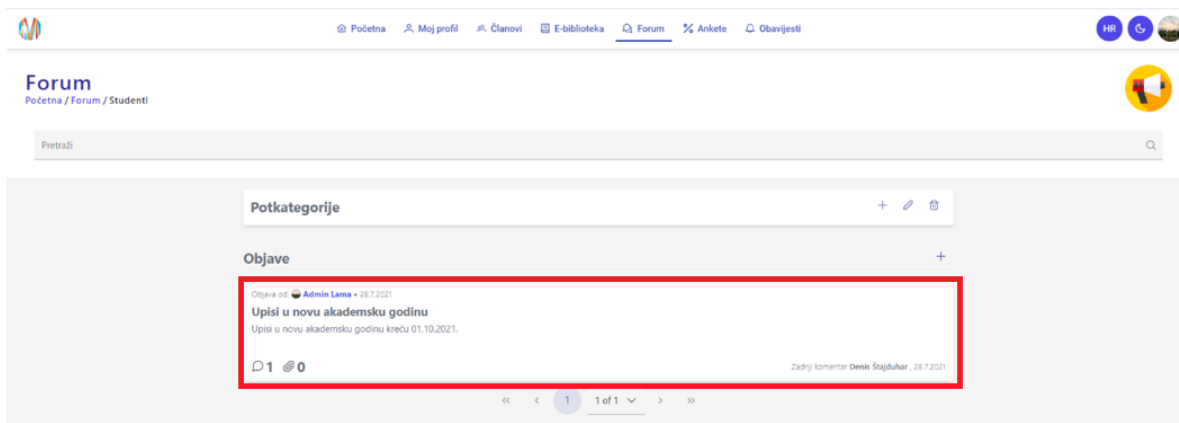 Početna Moj profil Članovi E-biblioteka Forum Ankete Obavijesti HR
Forum
Početna / Forum / Studenti
Pretraži
Potkategorije
Objave
Objava od: Admin Lama • 28.7.2021
Upisi u novu akademsku godinu
Upisi u novu akademsku godinu kreću 01.10.2021.
1 0
Zadnji komentar Denis Štajduhar , 28.7.2021
<< < 1 1 of 1 > >>